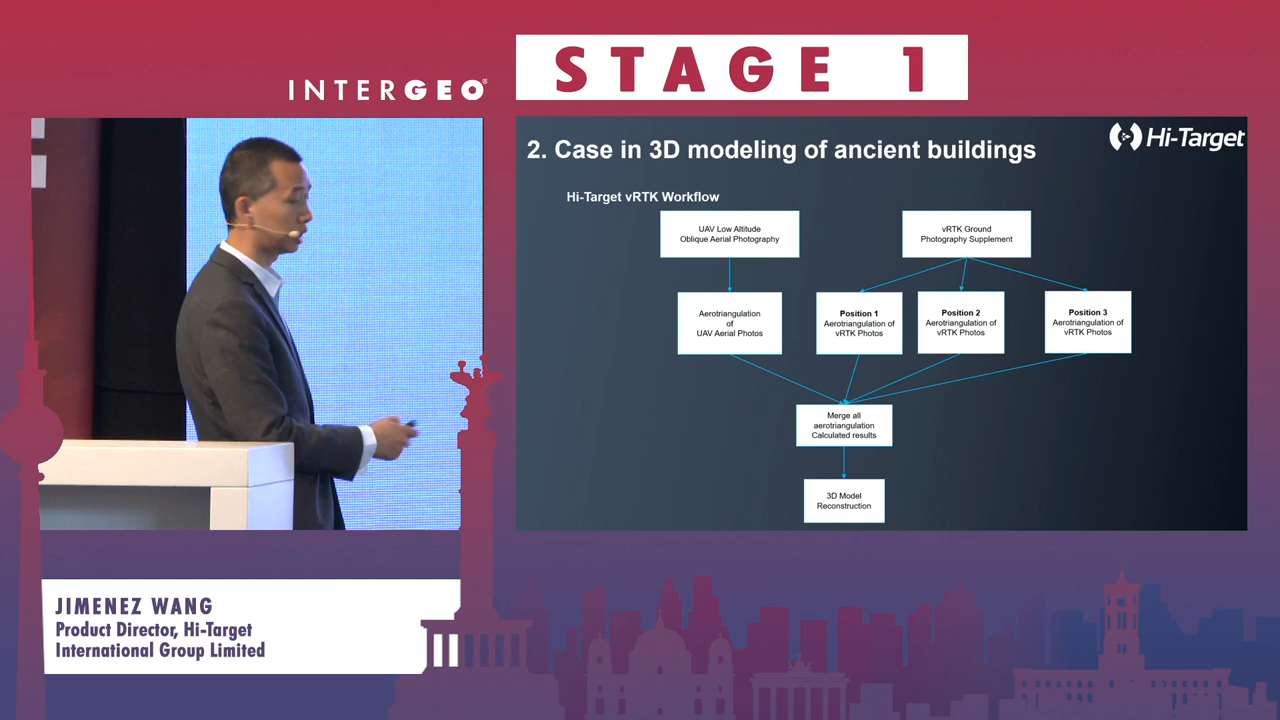 INTERGEO
STAGE 1
2. Case in 3D modeling of ancient buildings
Hi-Target
Hi-Target vRTK Workflow
UAV Low Altitude
Oblique Aerial Photography
vRTK Ground
Photography Supplement
Aerotriangulation
of
UAV Aerial Photos
Position 1
Aerotriangulation of
vRTK Photos
Position 2
Aerotriangulation of
vRTK Photos
Position 3
Aerotriangulation of
vRTK Photos
Merge all
aerotriangulation
Calculated results
3D Model
Reconstruction
JIMENEZ WANG
Product Director, Hi-Target
International Group Limited